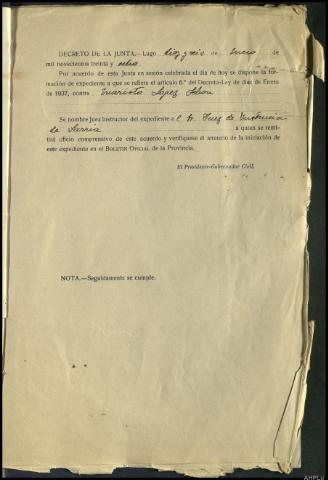 DECRETO DE LA JUNTA.—Lugo diez y seis de Enero de
mil novecientos treinta y ocho.
Por acuerdo de esta Junta en sesión celebrada el día de hoy se dispone la for-
mación de expediente a que se refiere el artículo 6.º del Decreto-Ley de diez de Enero
de 1937, contra Evaristo López
Se nombre Juez Instructor del expediente a l Sr. Juez de Instrucción
de Sarria a quien se remi-
tirá oficio comprensivo de este acuerdo y verifíquese el anuncio de la iniciación de
este expediente en el BOLETIN OFICIAL de la Provincia.
El Presidente-Gobernador Civil,
NOTA.—Seguidamente se cumple.
AHPLU